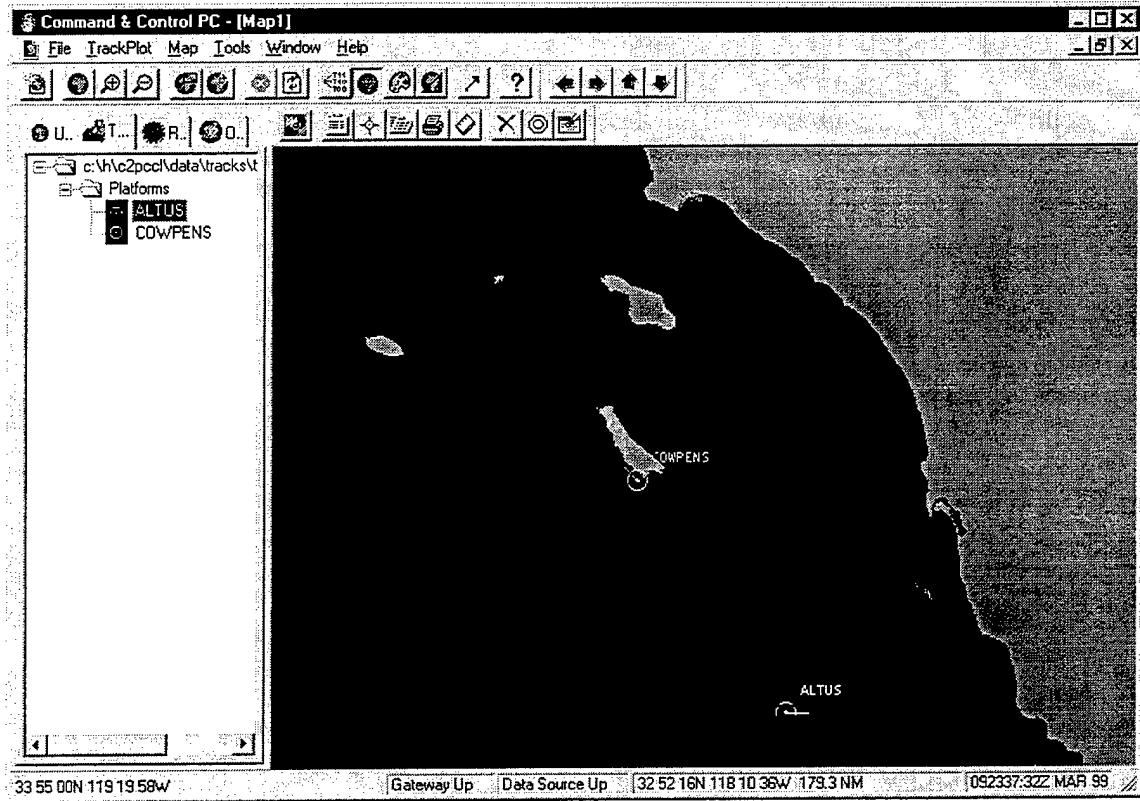 Command & Control PC - [Map1]
File TrackPlot Map Tools Window Help
U.. T... R.. O..
c:\h\c2pccl\data\tracks\t
Platforms
ALTUS
COWPENS
COWPENS
ALTUS
33 55 00N 119 19 58W Gateway Up Data Source Up 32 52 16N 118 10 36W 179.3 NM 092337:32Z MAR 99